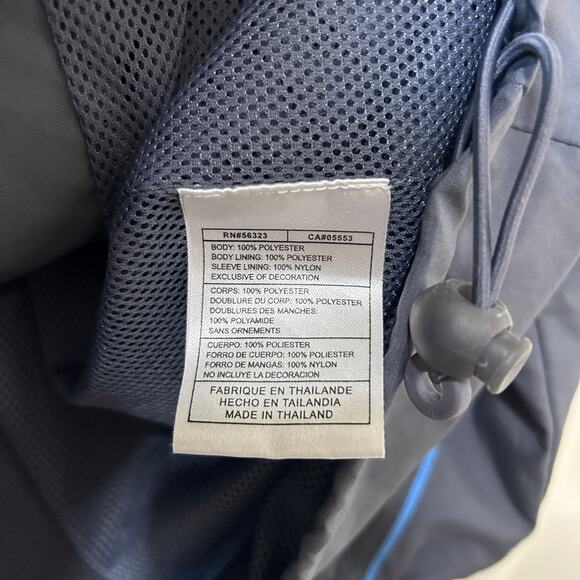 RN#56323 CA#05553
BODY: 100% POLYESTER
BODY LINING: 100% POLYESTER
SLEEVE LINING: 100% NYLON
EXCLUSIVE OF DECORATION
CORPS: 100% POLYESTER
DOUBLURE DU CORP: 100% POLYESTER
DOUBLURES DES MANCHES:
100% POLYAMIDE
SANS ORNEMENTS
CUERPO: 100% POLIESTER
FORRO DE CUERPO: 100% POLIESTER
FORRO DE MANGAS: 100% NYLON
NO INCLUYE LA DECORACION
FABRIQUE EN THAILANDE
HECHO EN TAILANDIA
MADE IN THAILAND